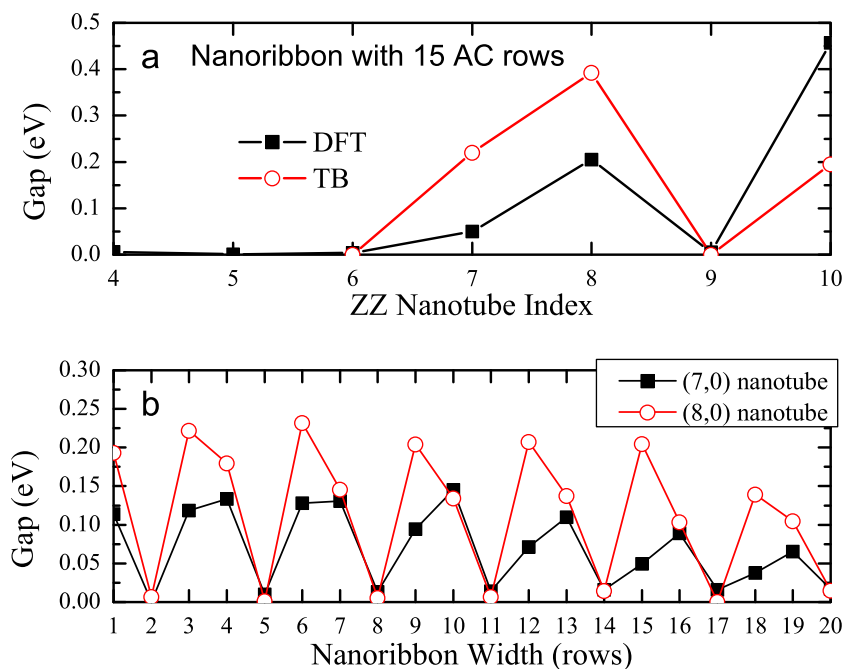 a Nanoribbon with 15 AC rows
DFT
TB
0.5
0.4
0.3
0.2
0.1
0.0
Gap (eV)
4 5 6 7 8 9 10
ZZ Nanotube Index
b
(7,0) nanotube
(8,0) nanotube
0.30
0.25
0.20
0.15
0.10
0.05
0.00
Gap (eV)
1 2 3 4 5 6 7 8 9 10 11 12 13 14 15 16 17 18 19 20
Nanoribbon Width (rows)